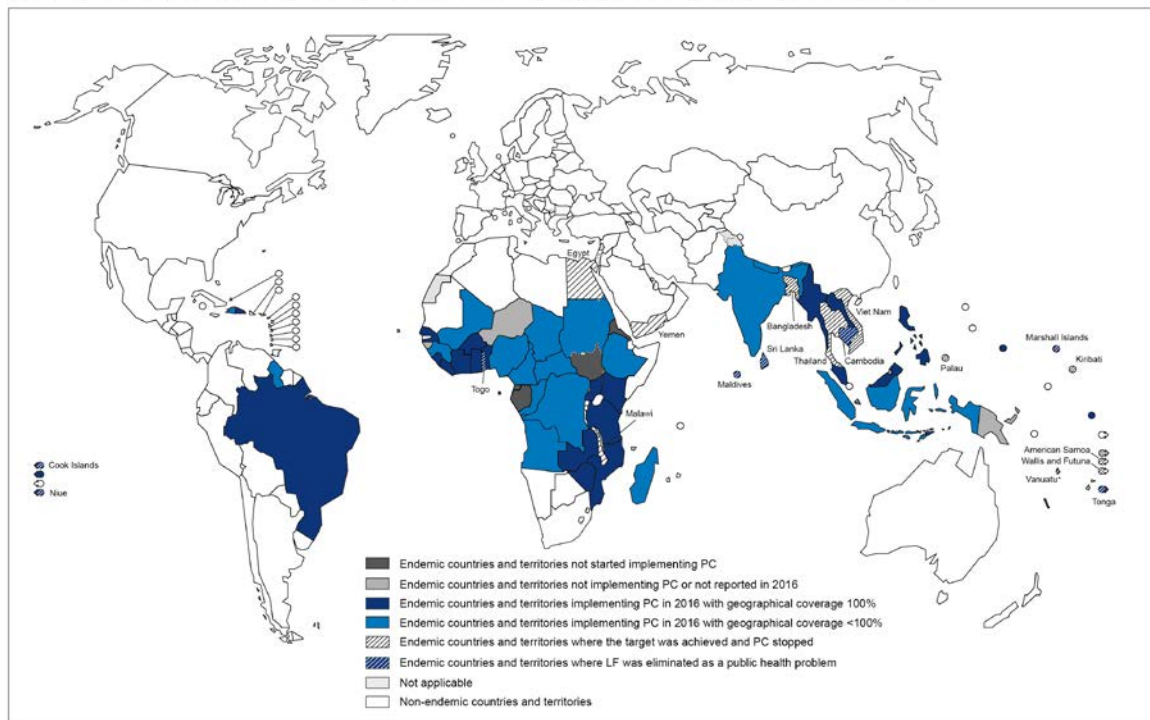 Egypt
Yemen
Togo
Malawi
Bangladesh
Viet Nam
Sri Lanka
Thailand
Cambodia
Maldives
Palau
Marshall Islands
Kiribati
American Samoa
Wallis and Futuna
Vanuatu
Tonga
Cook Islands
Niue
Endemic countries and territories not started implementing PC
Endemic countries and territories not implementing PC or not reported in 2016
Endemic countries and territories implementing PC in 2016 with geographical coverage 100%
Endemic countries and territories implementing PC in 2016 with geographical coverage <100%
Endemic countries and territories where the target was achieved and PC stopped
Endemic countries and territories where LF was eliminated as a public health problem
Not applicable
Non-endemic countries and territories